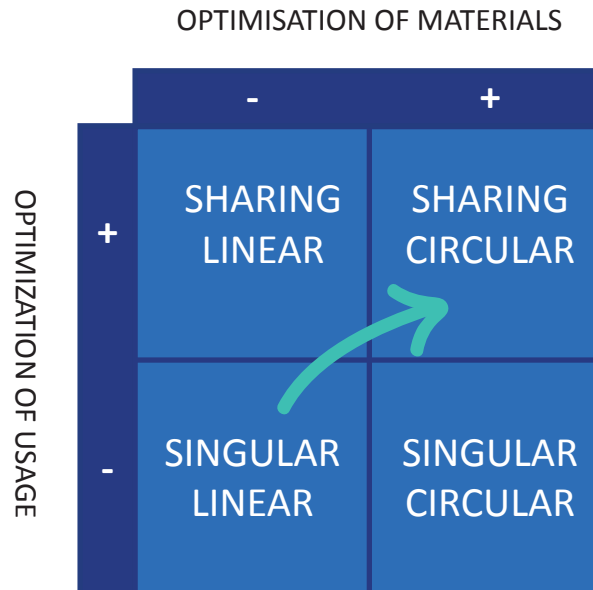 OPTIMISATION OF MATERIALS
- +
OPTIMIZATION OF USAGE
+
SHARING
LINEAR
SHARING
CIRCULAR
-
SINGULAR
LINEAR
SINGULAR
CIRCULAR